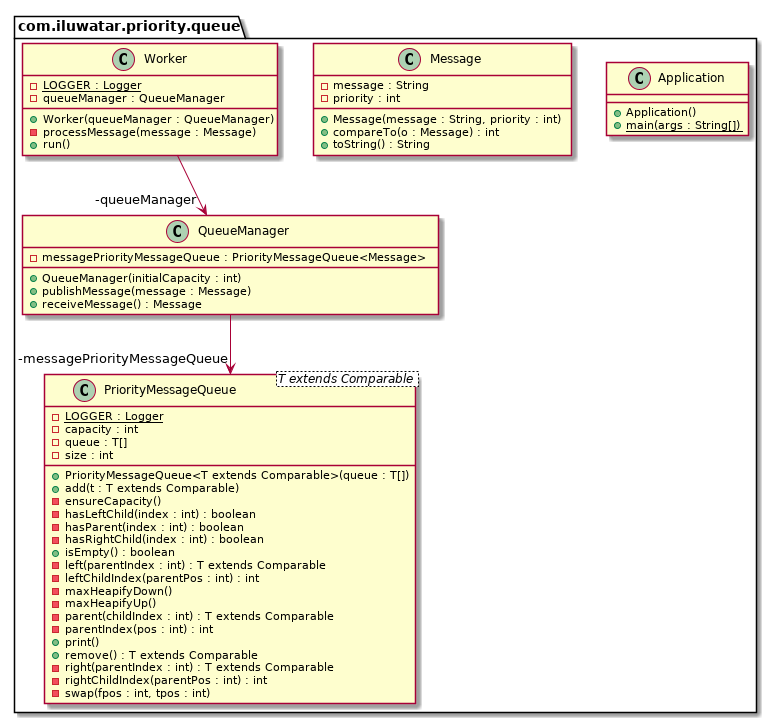 com.iluwatar.priority.queue
C Worker
LOGGER : Logger
queueManager : QueueManager
Worker(queueManager : QueueManager)
processMessage(message : Message)
run()
C Message
message : String
priority : int
Message(message : String, priority : int)
compareTo(o : Message) : int
toString() : String
C Application
Application()
main(args : String[])
-queueManager
C QueueManager
messagePriorityMessageQueue : PriorityMessageQueue<Message>
QueueManager(initialCapacity : int)
publishMessage(message : Message)
receiveMessage() : Message
-messagePriorityMessageQueue
T extends Comparable
C PriorityMessageQueue
LOGGER : Logger
capacity : int
queue : T[]
size : int
PriorityMessageQueue<T extends Comparable>(queue : T[])
add(t : T extends Comparable)
ensureCapacity()
hasLeftChild(index : int) : boolean
hasParent(index : int) : boolean
hasRightChild(index : int) : boolean
isEmpty() : boolean
left(parentIndex : int) : T extends Comparable
leftChildIndex(parentPos : int) : int
maxHeapifyDown()
maxHeapifyUp()
parent(childIndex : int) : T extends Comparable
parentIndex(pos : int) : int
print()
remove() : T extends Comparable
right(parentIndex : int) : T extends Comparable
rightChildIndex(parentPos : int) : int
swap(fpos : int, tpos : int)